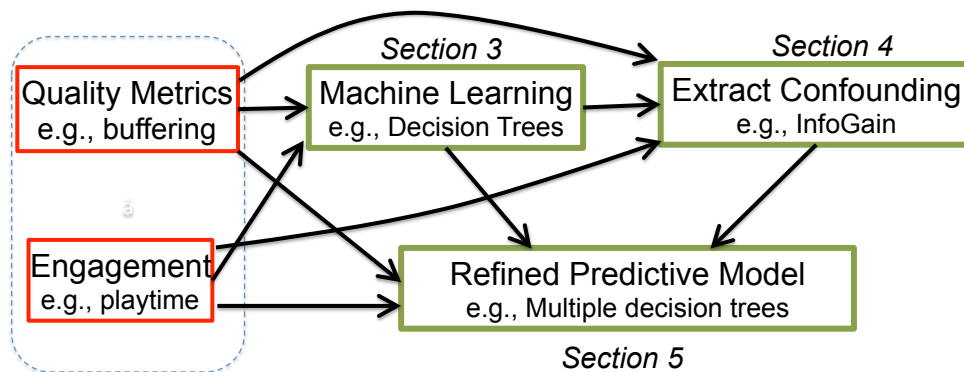 Section 3
Section 4
Quality Metrics
e.g., buffering
Machine Learning
e.g., Decision Trees
Extract Confounding
e.g., InfoGain
Engagement
e.g., playtime
Refined Predictive Model
e.g., Multiple decision trees
Section 5